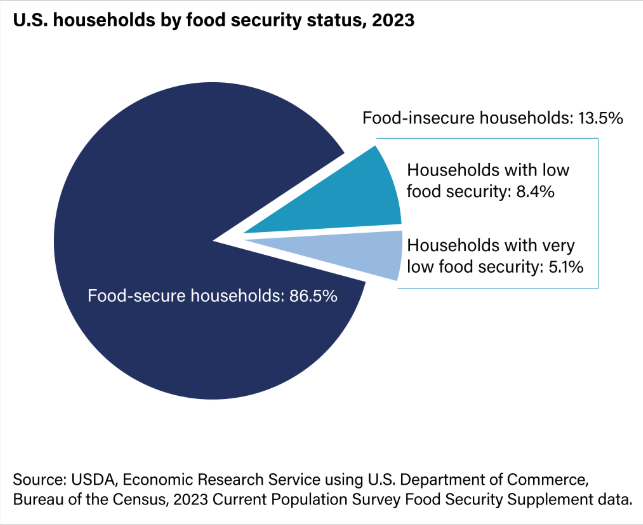 U.S. households by food security status, 2023
Food-insecure households: 13.5%
Households with low
food security: 8.4%
Households with very
low food security: 5.1%
Food-secure households: 86.5%
Source: USDA, Economic Research Service using U.S. Department of Commerce,
Bureau of the Census, 2023 Current Population Survey Food Security Supplement data.